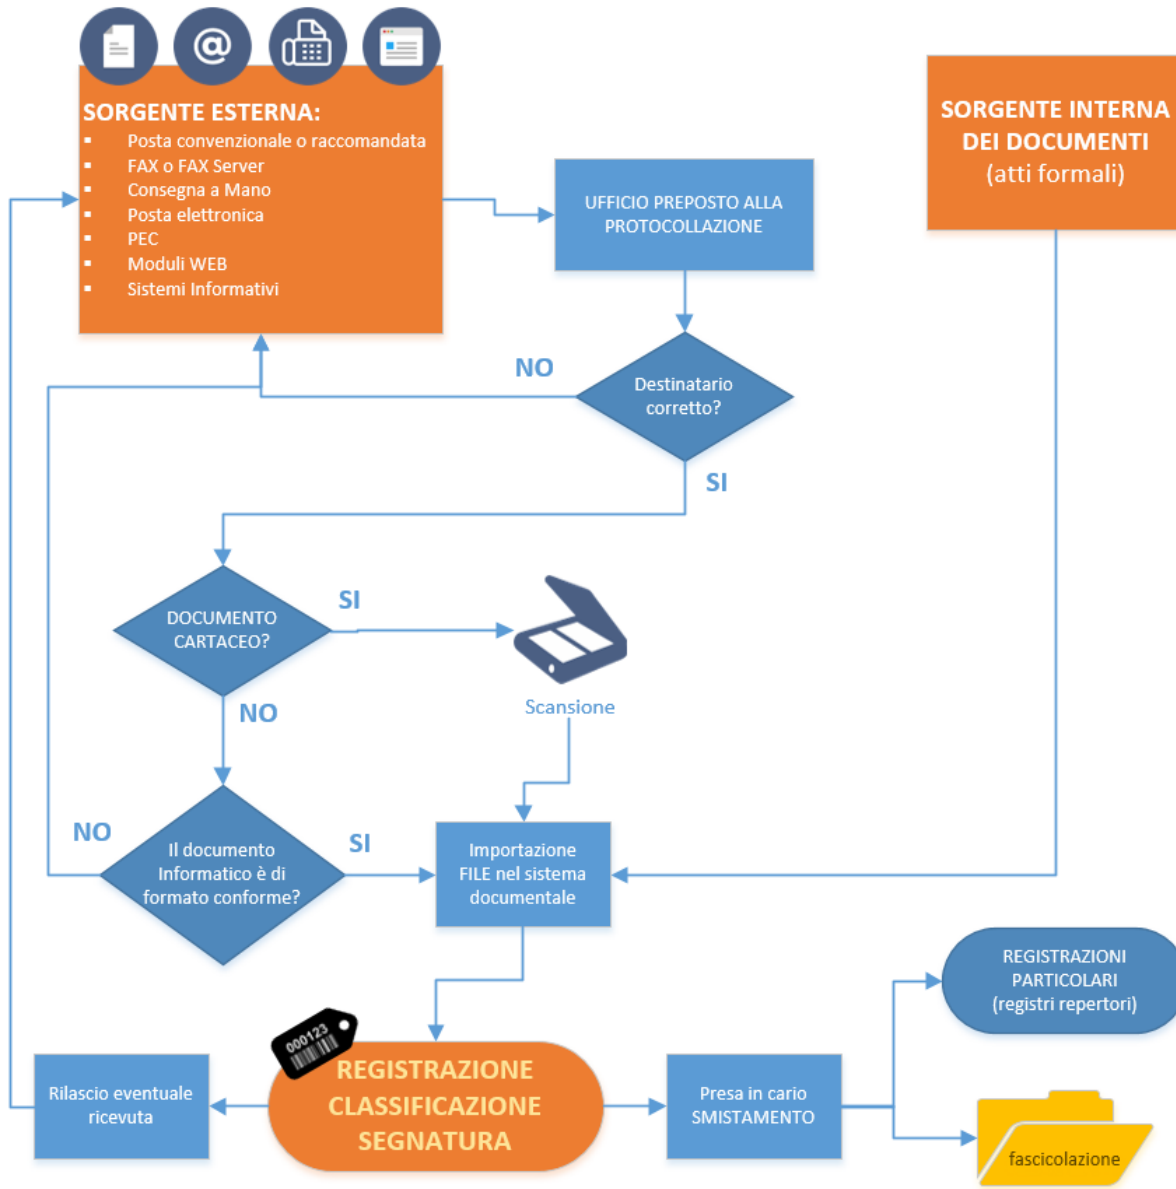 @
SORGENTE ESTERNA:
▪ Posta convenzionale o raccomandata
▪ FAX o FAX Server
▪ Consegna a Mano
▪ Posta elettronica
▪ PEC
▪ Moduli WEB
▪ Sistemi Informativi
SORGENTE INTERNA
DEI DOCUMENTI
(atti formali)
UFFICIO PREPOSTO ALLA
PROTOCOLLAZIONE
NO
Destinatario
corretto?
SI
DOCUMENTO
CARTACEO?
SI
Scansione
NO
NO
Il documento
Informatico è di
formato conforme?
SI
Importazione
FILE nel sistema
documentale
REGISTRAZIONI
PARTICOLARI
(registri repertori)
000123
REGISTRAZIONE
CLASSIFICAZIONE
SEGNATURA
Rilascio eventuale
ricevuta
Presa in cario
SMISTAMENTO
fascicolazione